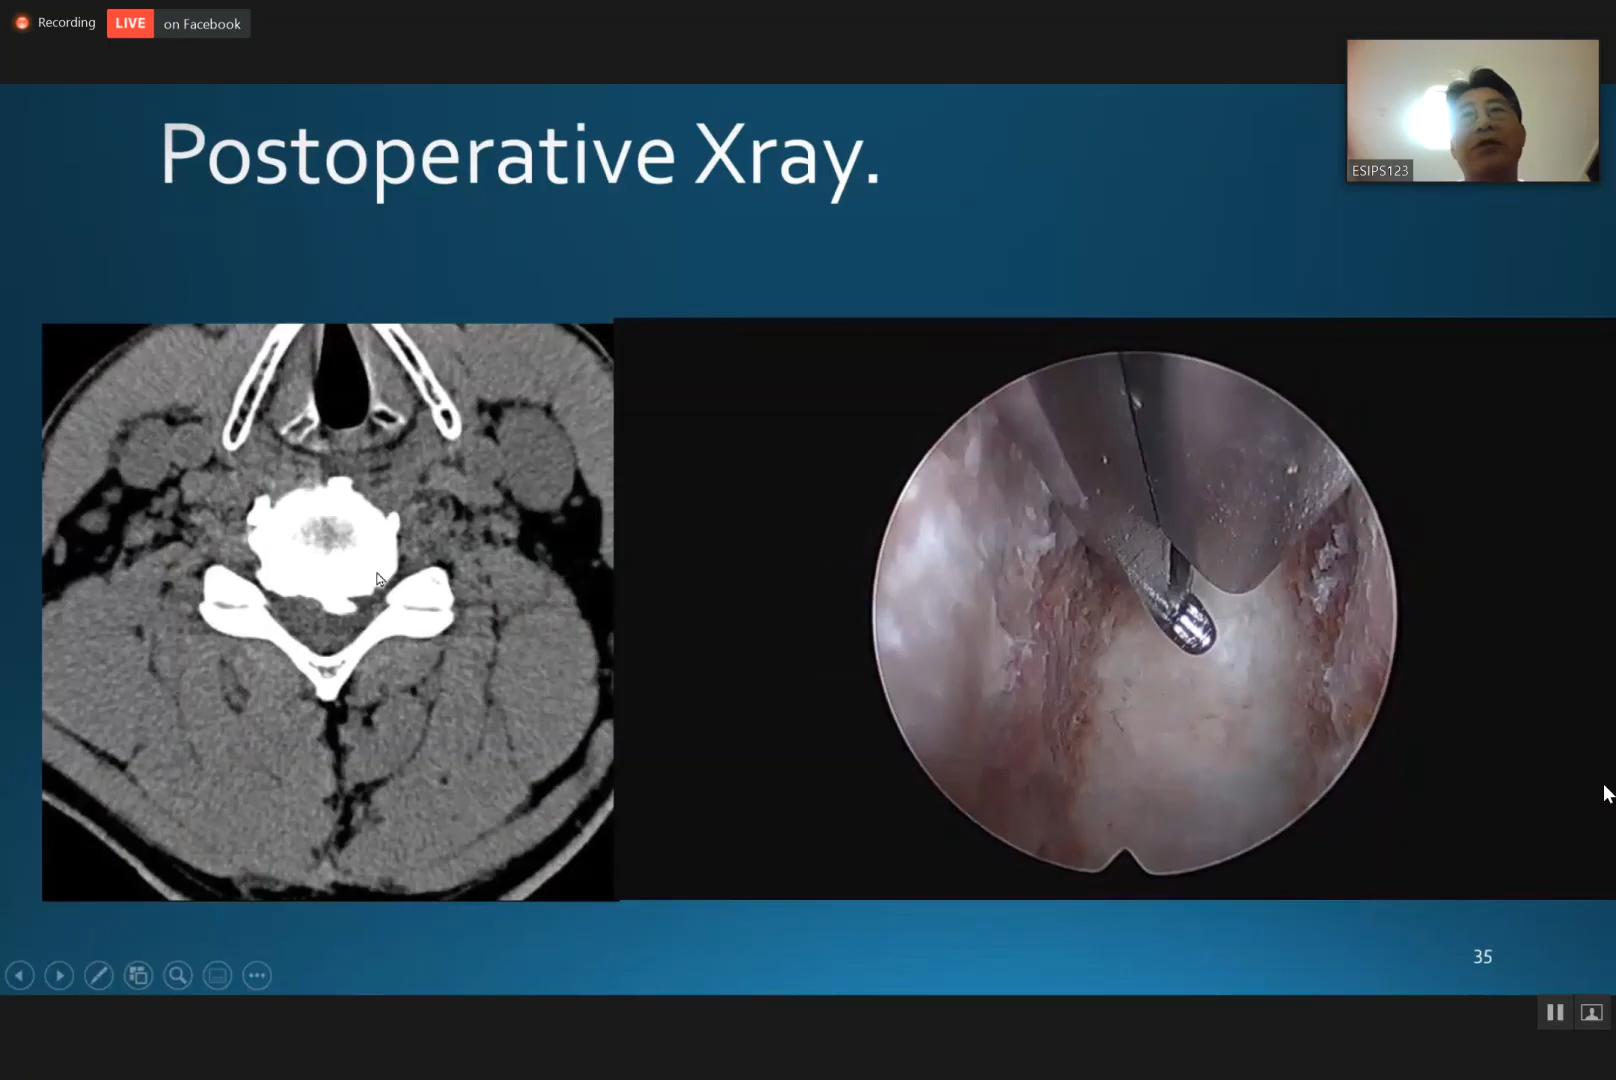 Recording
LIVE on Facebook
Postoperative Xray.
ESIPS123
35